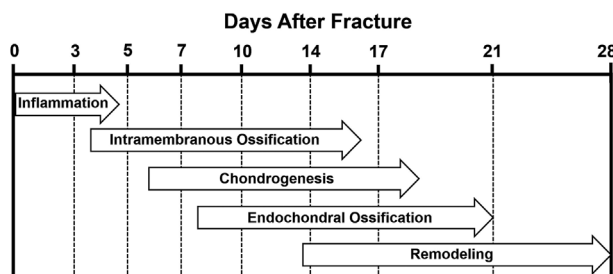 Days After Fracture
0 3 5 7 10 14 17 21 28
Inflammation
Intramembranous Ossification
Chondrogenesis
Endochondral Ossification
Remodeling